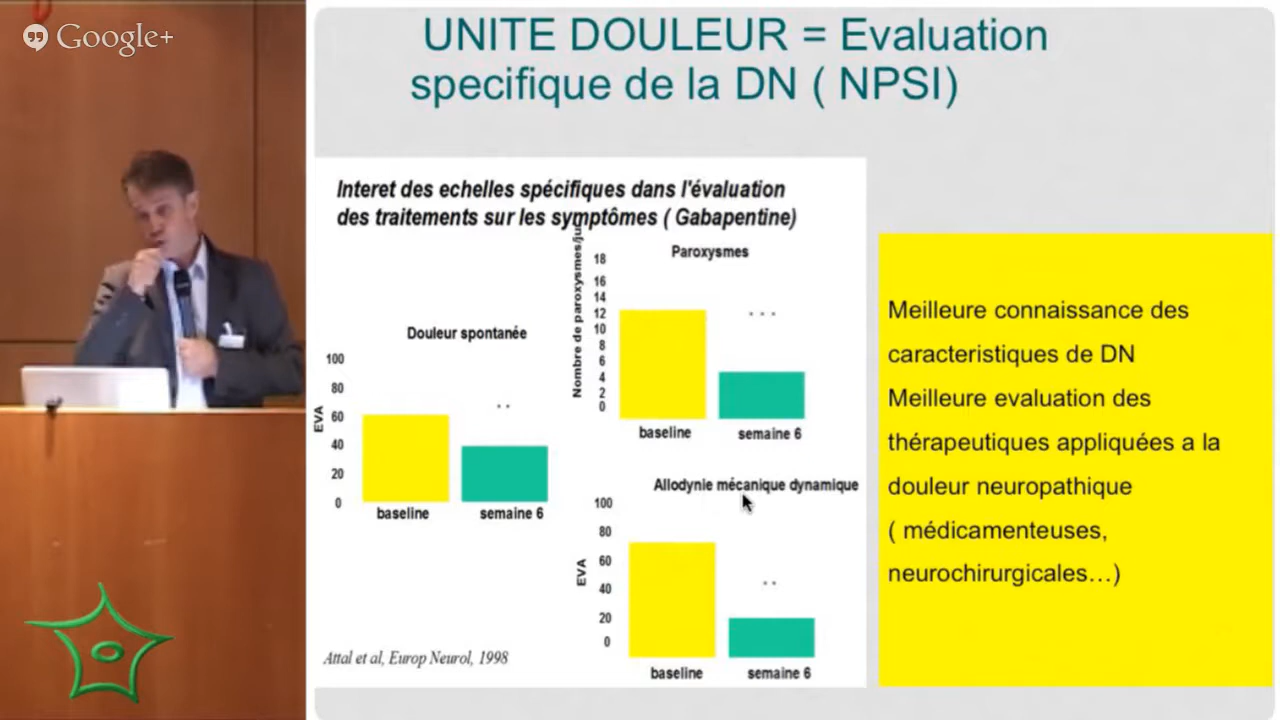 Google+
UNITE DOULEUR = Evaluation
specifique de la DN ( NPSI)
Interet des echelles spécifiques dans l'évaluation
des traitements sur les symptômes ( Gabapentine)
Douleur spontanée
100
80
60
40
20
0
EVA
baseline
semaine 6
Paroxysmes
Nombre de paroxysmes/
18
16
14
12
10
8
6
4
2
0
baseline
semaine 6
Allodynie mécanique dynamique
100
80
60
40
20
0
EVA
baseline
semaine 6
Attal et al, Europ Neurol, 1998
Meilleure connaissance des
caracteristiques de DN
Meilleure evaluation des
thérapeutiques appliquées a la
douleur neuropathique
( médicamenteuses,
neurochirurgicales…)